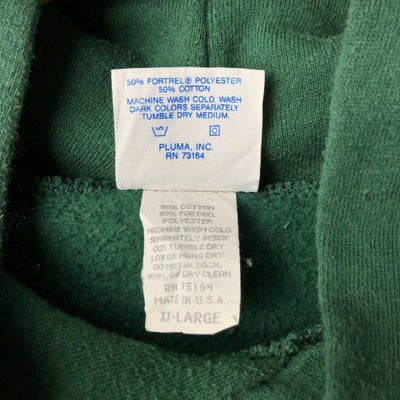 50% FORTREL® POLYESTER
50% COTTON
MACHINE WASH COLD. WASH
DARK COLORS SEPARATELY.
TUMBLE DRY MEDIUM.
PLUMA, INC.
RN 73164
50% COTTON
50% FORTREL
POLYESTER
MACHINE WASH COLD
SEPARATELY INSIDE
OUT TUMBLE DRY
LOW OR HANG DRY.
DO NOT BLEACH,
IRON, OR DRY CLEAN.
RN 73164
MADE IN U.S.A.
XX-LARGE